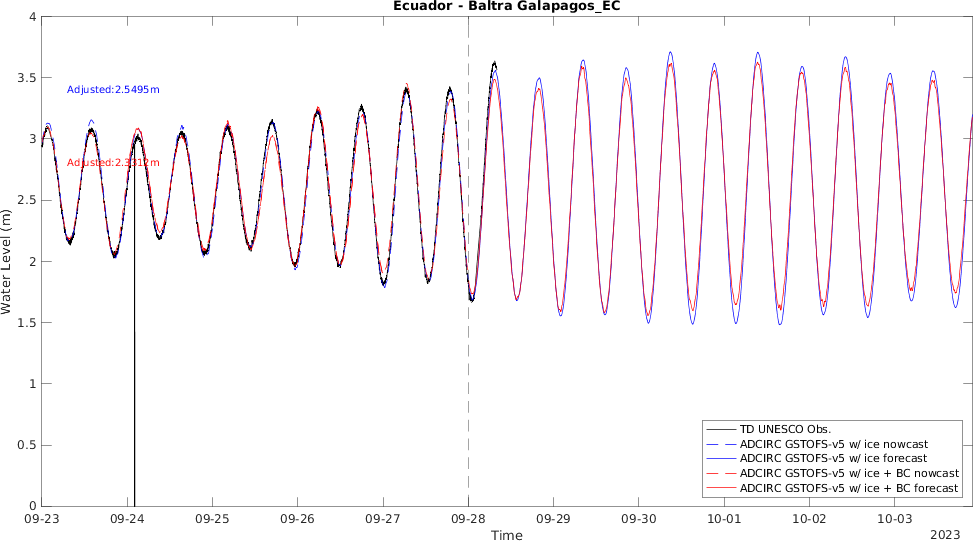 Ecuador - Baltra Galapagos_EC
4
3.5
3
2.5
2
1.5
1
0.5
0
Water Level (m)
Adjusted:2.5495m
Adjusted:2.3312m
TD UNESCO Obs.
ADCIRC GSTOFS-v5 w/ ice nowcast
ADCIRC GSTOFS-v5 w/ ice forecast
ADCIRC GSTOFS-v5 w/ ice + BC nowcast
ADCIRC GSTOFS-v5 w/ ice + BC forecast
09-23 09-24 09-25 09-26 09-27 09-28 09-29 09-30 10-01 10-02 10-03
Time
2023